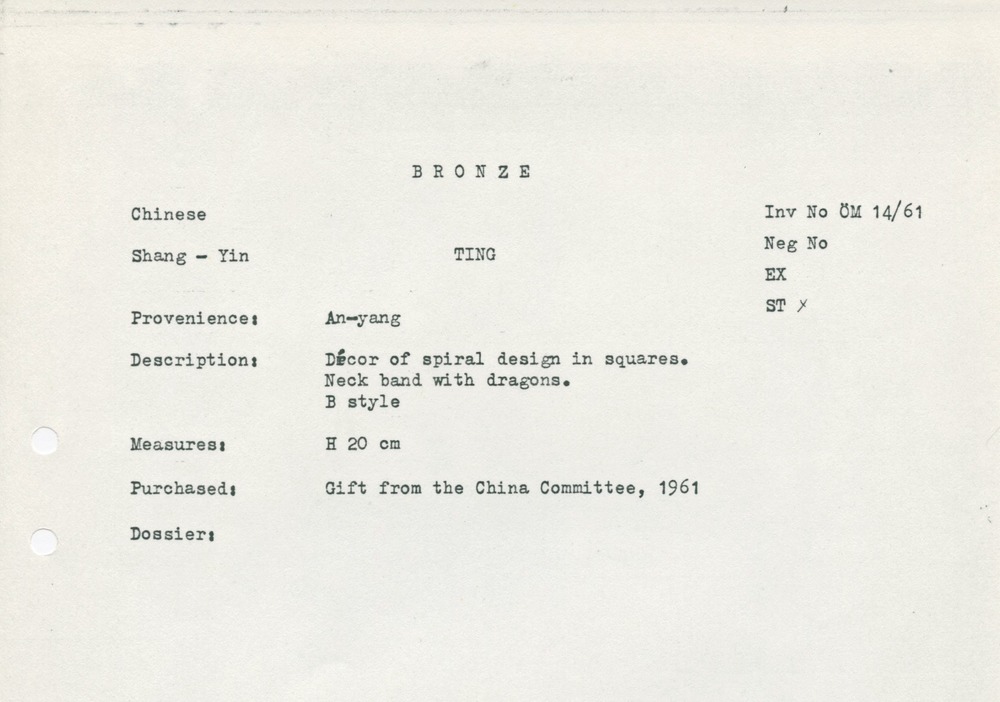 B R O N Z E
Chinese
Inv No ÖM 14/61
Neg No
Shang - Yin
TING
EX
ST x
Provenience: An-yang
Description: Décor of spiral design in squares.
Neck band with dragons.
B style
Measures: H 20 cm
Purchased: Gift from the China Committee, 1961
Dossier: